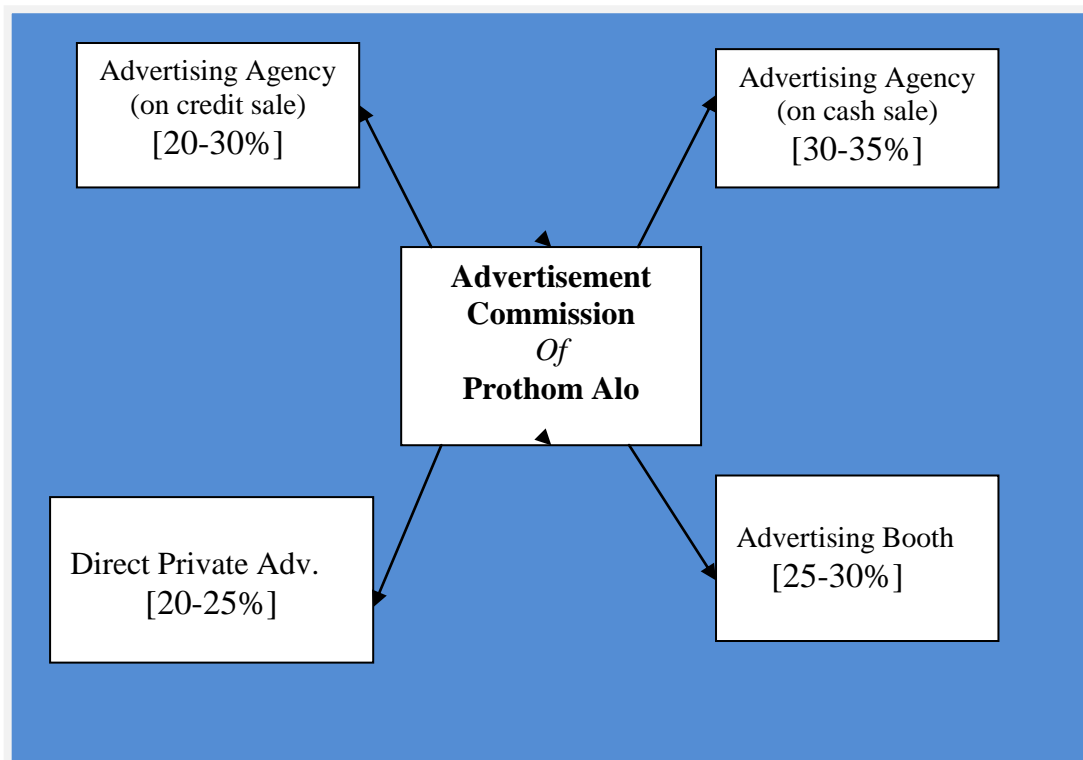 Advertising Agency
(on credit sale)
[20-30%]
Advertising Agency
(on cash sale)
[30-35%]
Advertisement
Commission
Of
Prothom Alo
Direct Private Adv.
[20-25%]
Advertising Booth
[25-30%]